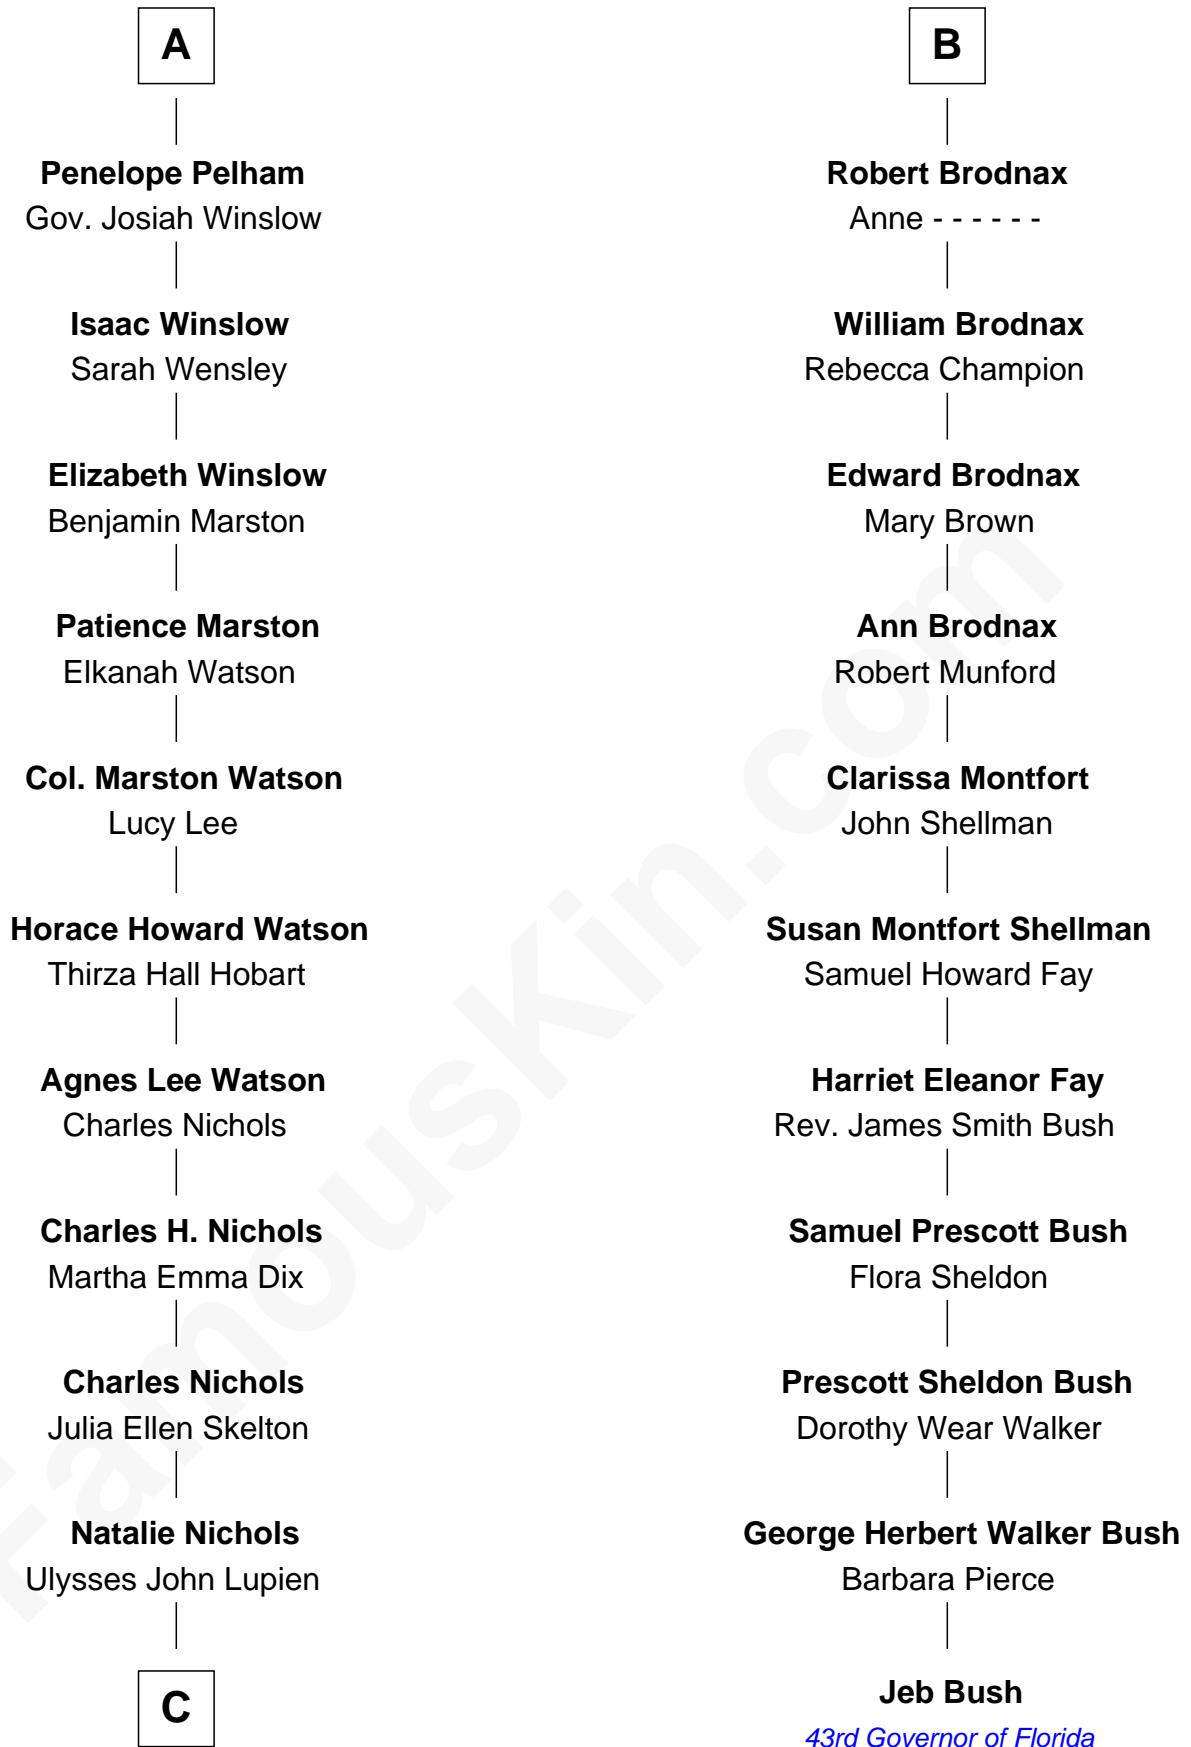 A
Penelope Pelham
Gov. Josiah Winslow
Isaac Winslow
Sarah Wensley
Elizabeth Winslow
Benjamin Marston
Patience Marston
Elkanah Watson
Col. Marston Watson
Lucy Lee
Horace Howard Watson
Thirza Hall Hobart
Agnes Lee Watson
Charles Nichols
Charles H. Nichols
Martha Emma Dix
Charles Nichols
Julia Ellen Skelton
Natalie Nichols
Ulysses John Lupien
C
B
Robert Brodnax
Anne - - - - - -
William Brodnax
Rebecca Champion
Edward Brodnax
Mary Brown
Ann Brodnax
Robert Munford
Clarissa Montfort
John Shellman
Susan Montfort Shellman
Samuel Howard Fay
Harriet Eleanor Fay
Rev. James Smith Bush
Samuel Prescott Bush
Flora Sheldon
Prescott Sheldon Bush
Dorothy Wear Walker
George Herbert Walker Bush
Barbara Pierce
Jeb Bush
43rd Governor of Florida
FamousKin.com